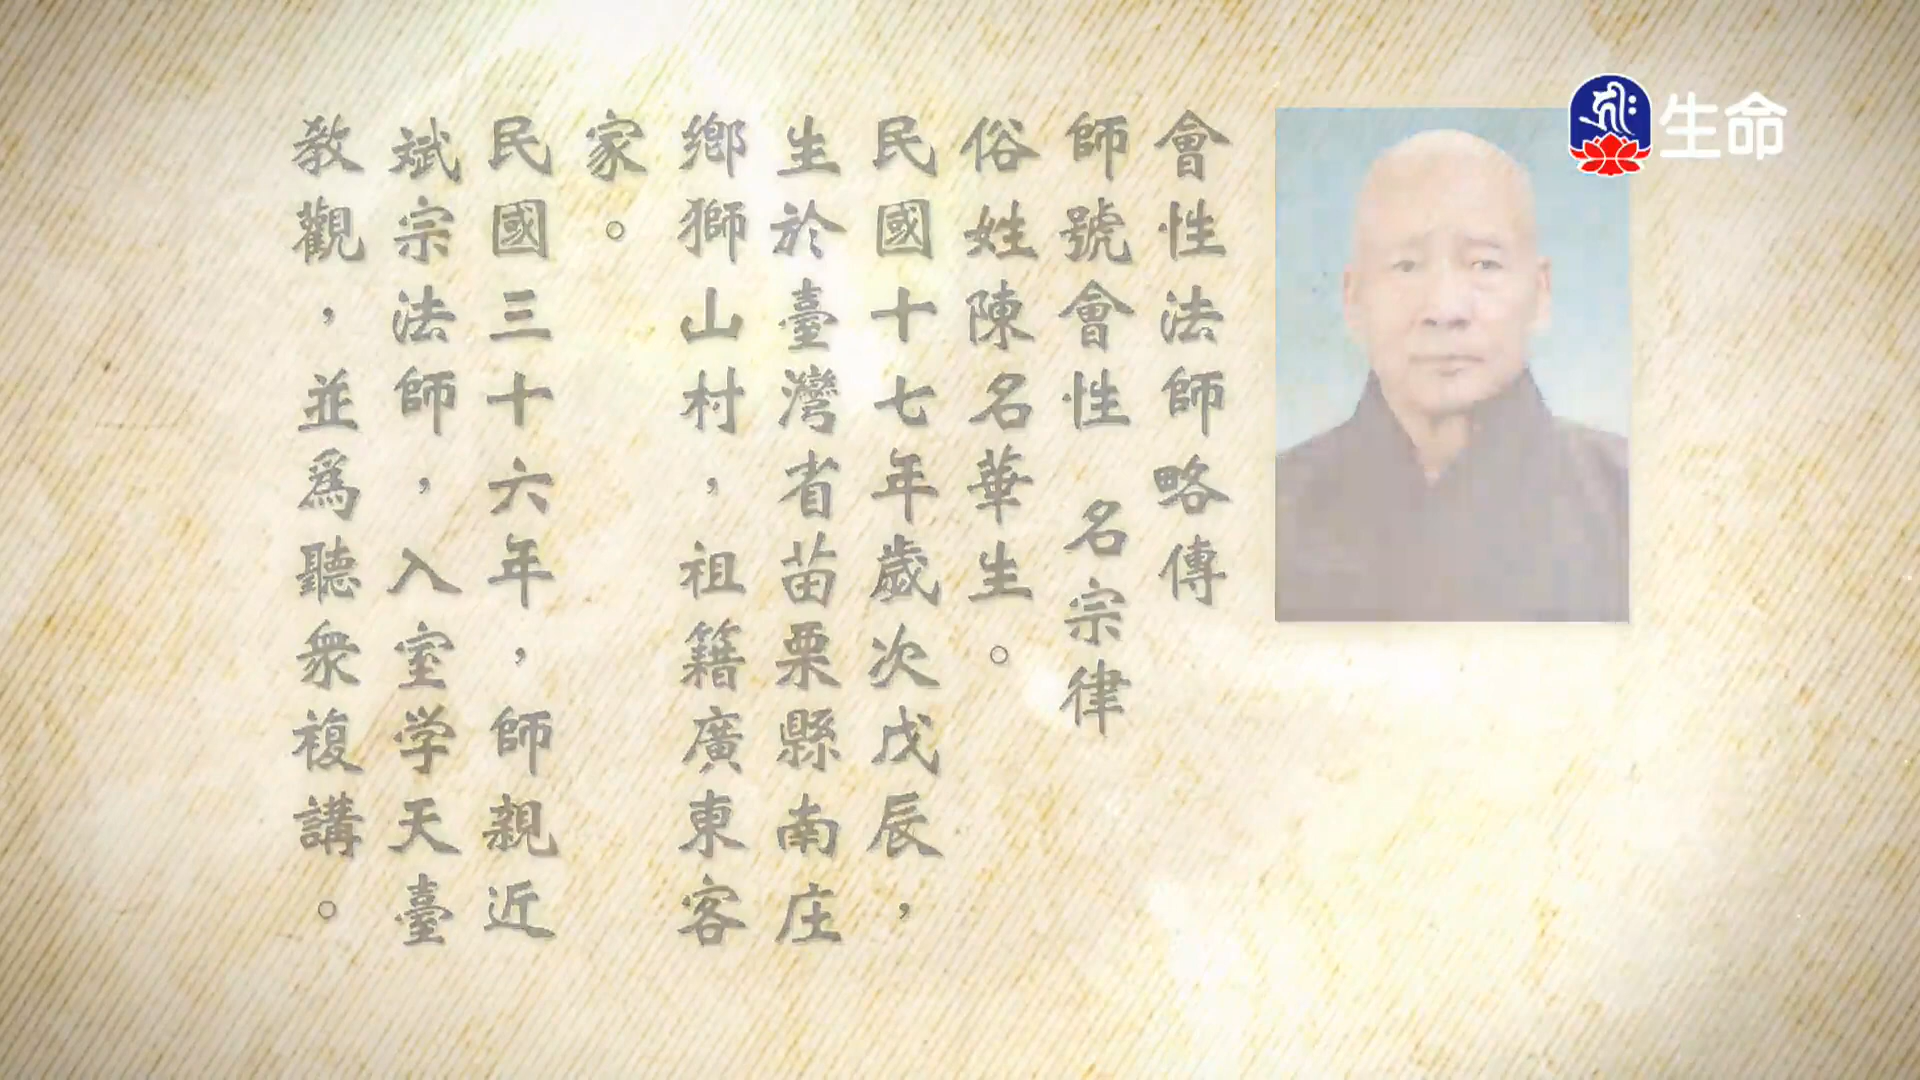 會性法師略傳
師號會性 名宗律
俗姓陳名華生。
民國十七年歲次戊辰，
生於臺灣省苗栗縣南庄
鄉獅山村，祖籍廣東客
家。
民國三十六年，師親近
斌宗法師，入室学天臺
教觀，並爲聽衆複講。
生命